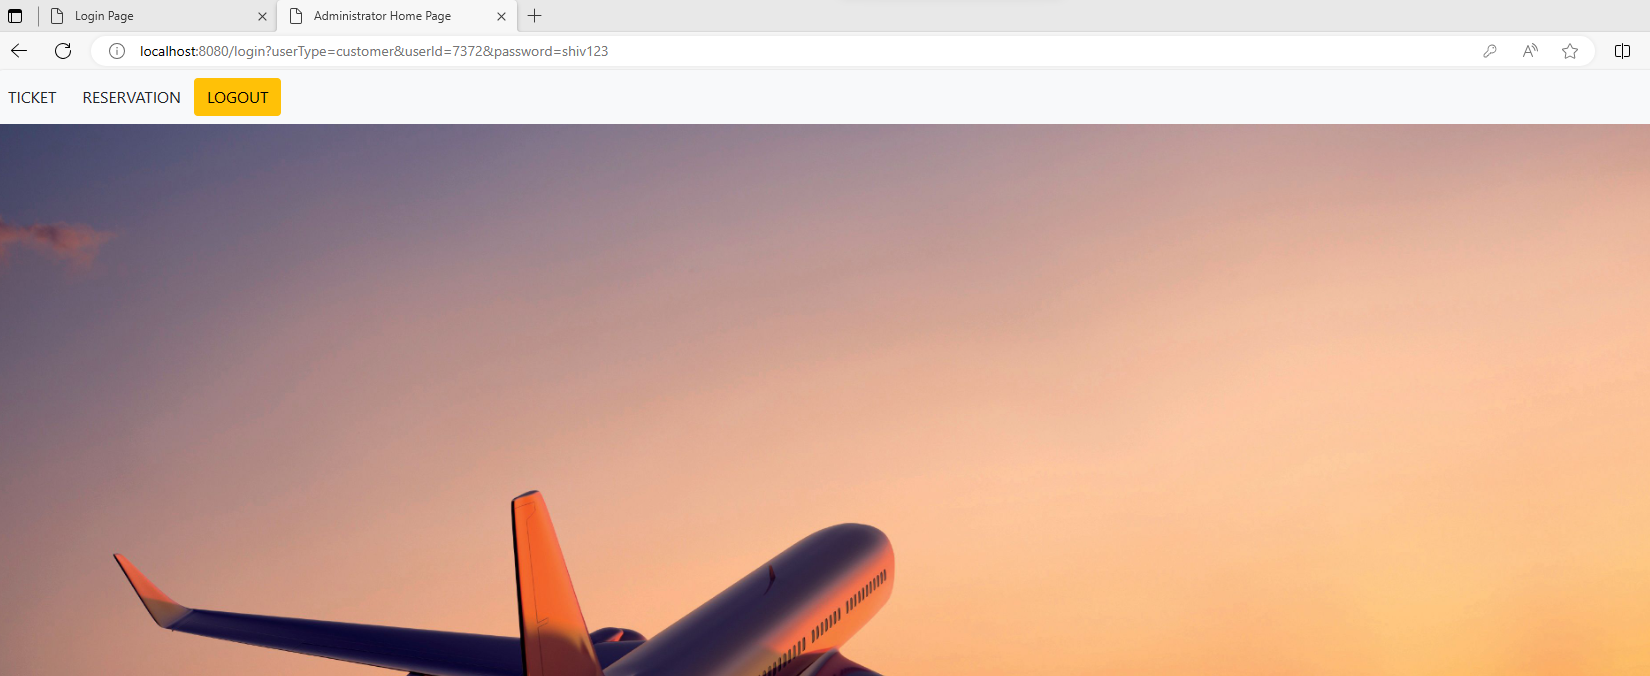 Login Page
Administrator Home Page
localhost:8080/login?userType=customer&userId=7372&password=shiv123
TICKET RESERVATION LOGOUT